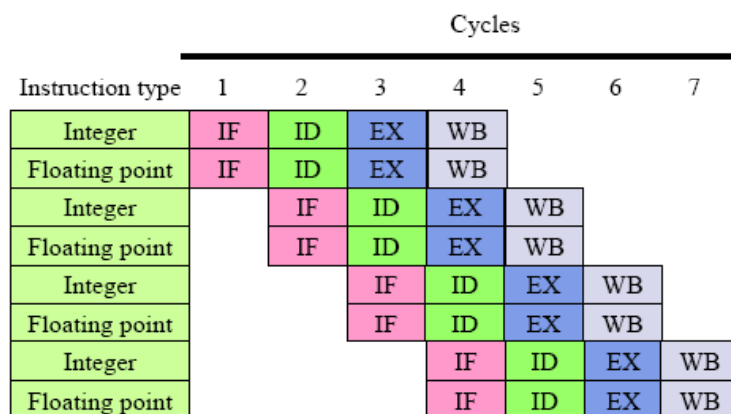 Cycles
Instruction type 1 2 3 4 5 6 7
Integer IF ID EX WB
Floating point IF ID EX WB
Integer IF ID EX WB
Floating point IF ID EX WB
Integer IF ID EX WB
Floating point IF ID EX WB
Integer IF ID EX WB
Floating point IF ID EX WB